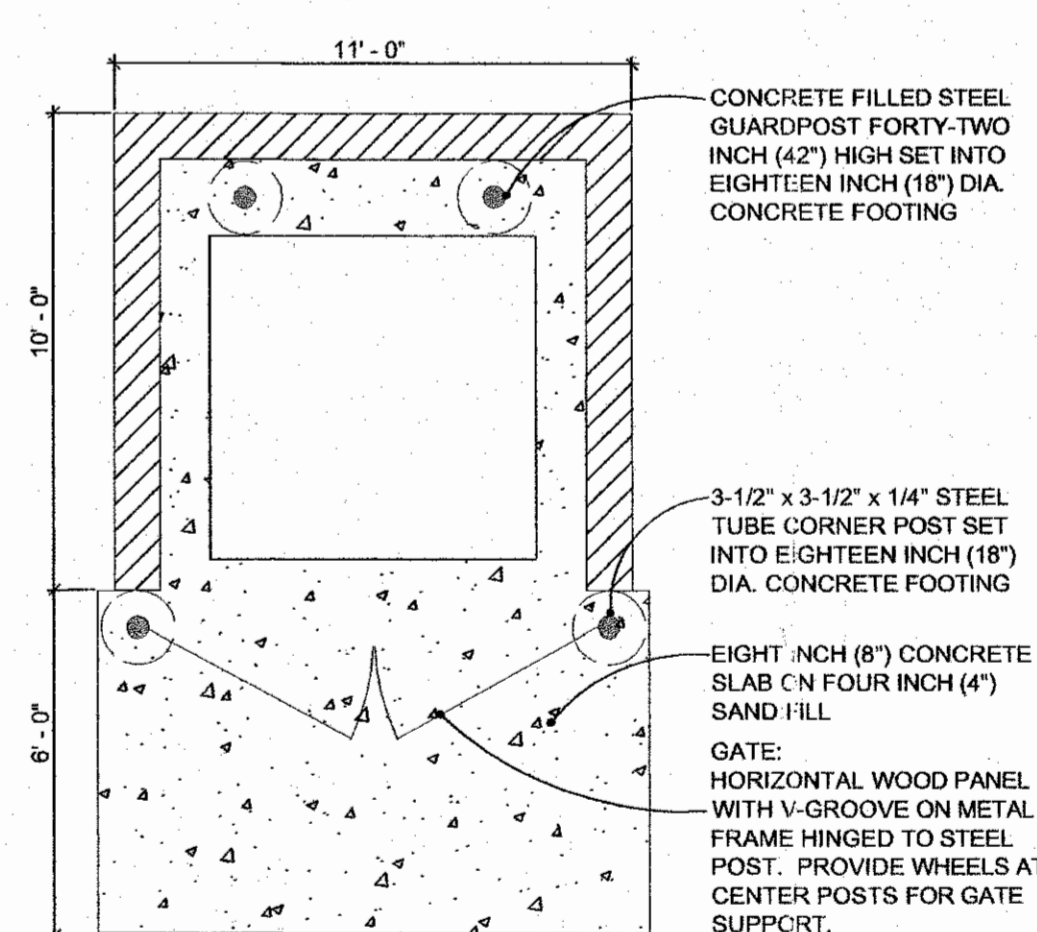 11' - 0"
CONCRETE FILLED STEEL
GUARDPOST FORTY-TWO
INCH (42") HIGH SET INTO
EIGHTEEN INCH (18") DIA.
CONCRETE FOOTING
10' - 0"
3-1/2" x 3-1/2" x 1/4" STEEL
TUBE CORNER POST SET
INTO EIGHTEEN INCH (18")
DIA. CONCRETE FOOTING
EIGHT INCH (8") CONCRETE
SLAB ON FOUR INCH (4")
SAND FILL
6' - 0"
GATE:
HORIZONTAL WOOD PANEL
WITH V-GROOVE ON METAL
FRAME HINGED TO STEEL
POST. PROVIDE WHEELS AT
CENTER POSTS FOR GATE
SUPPORT.